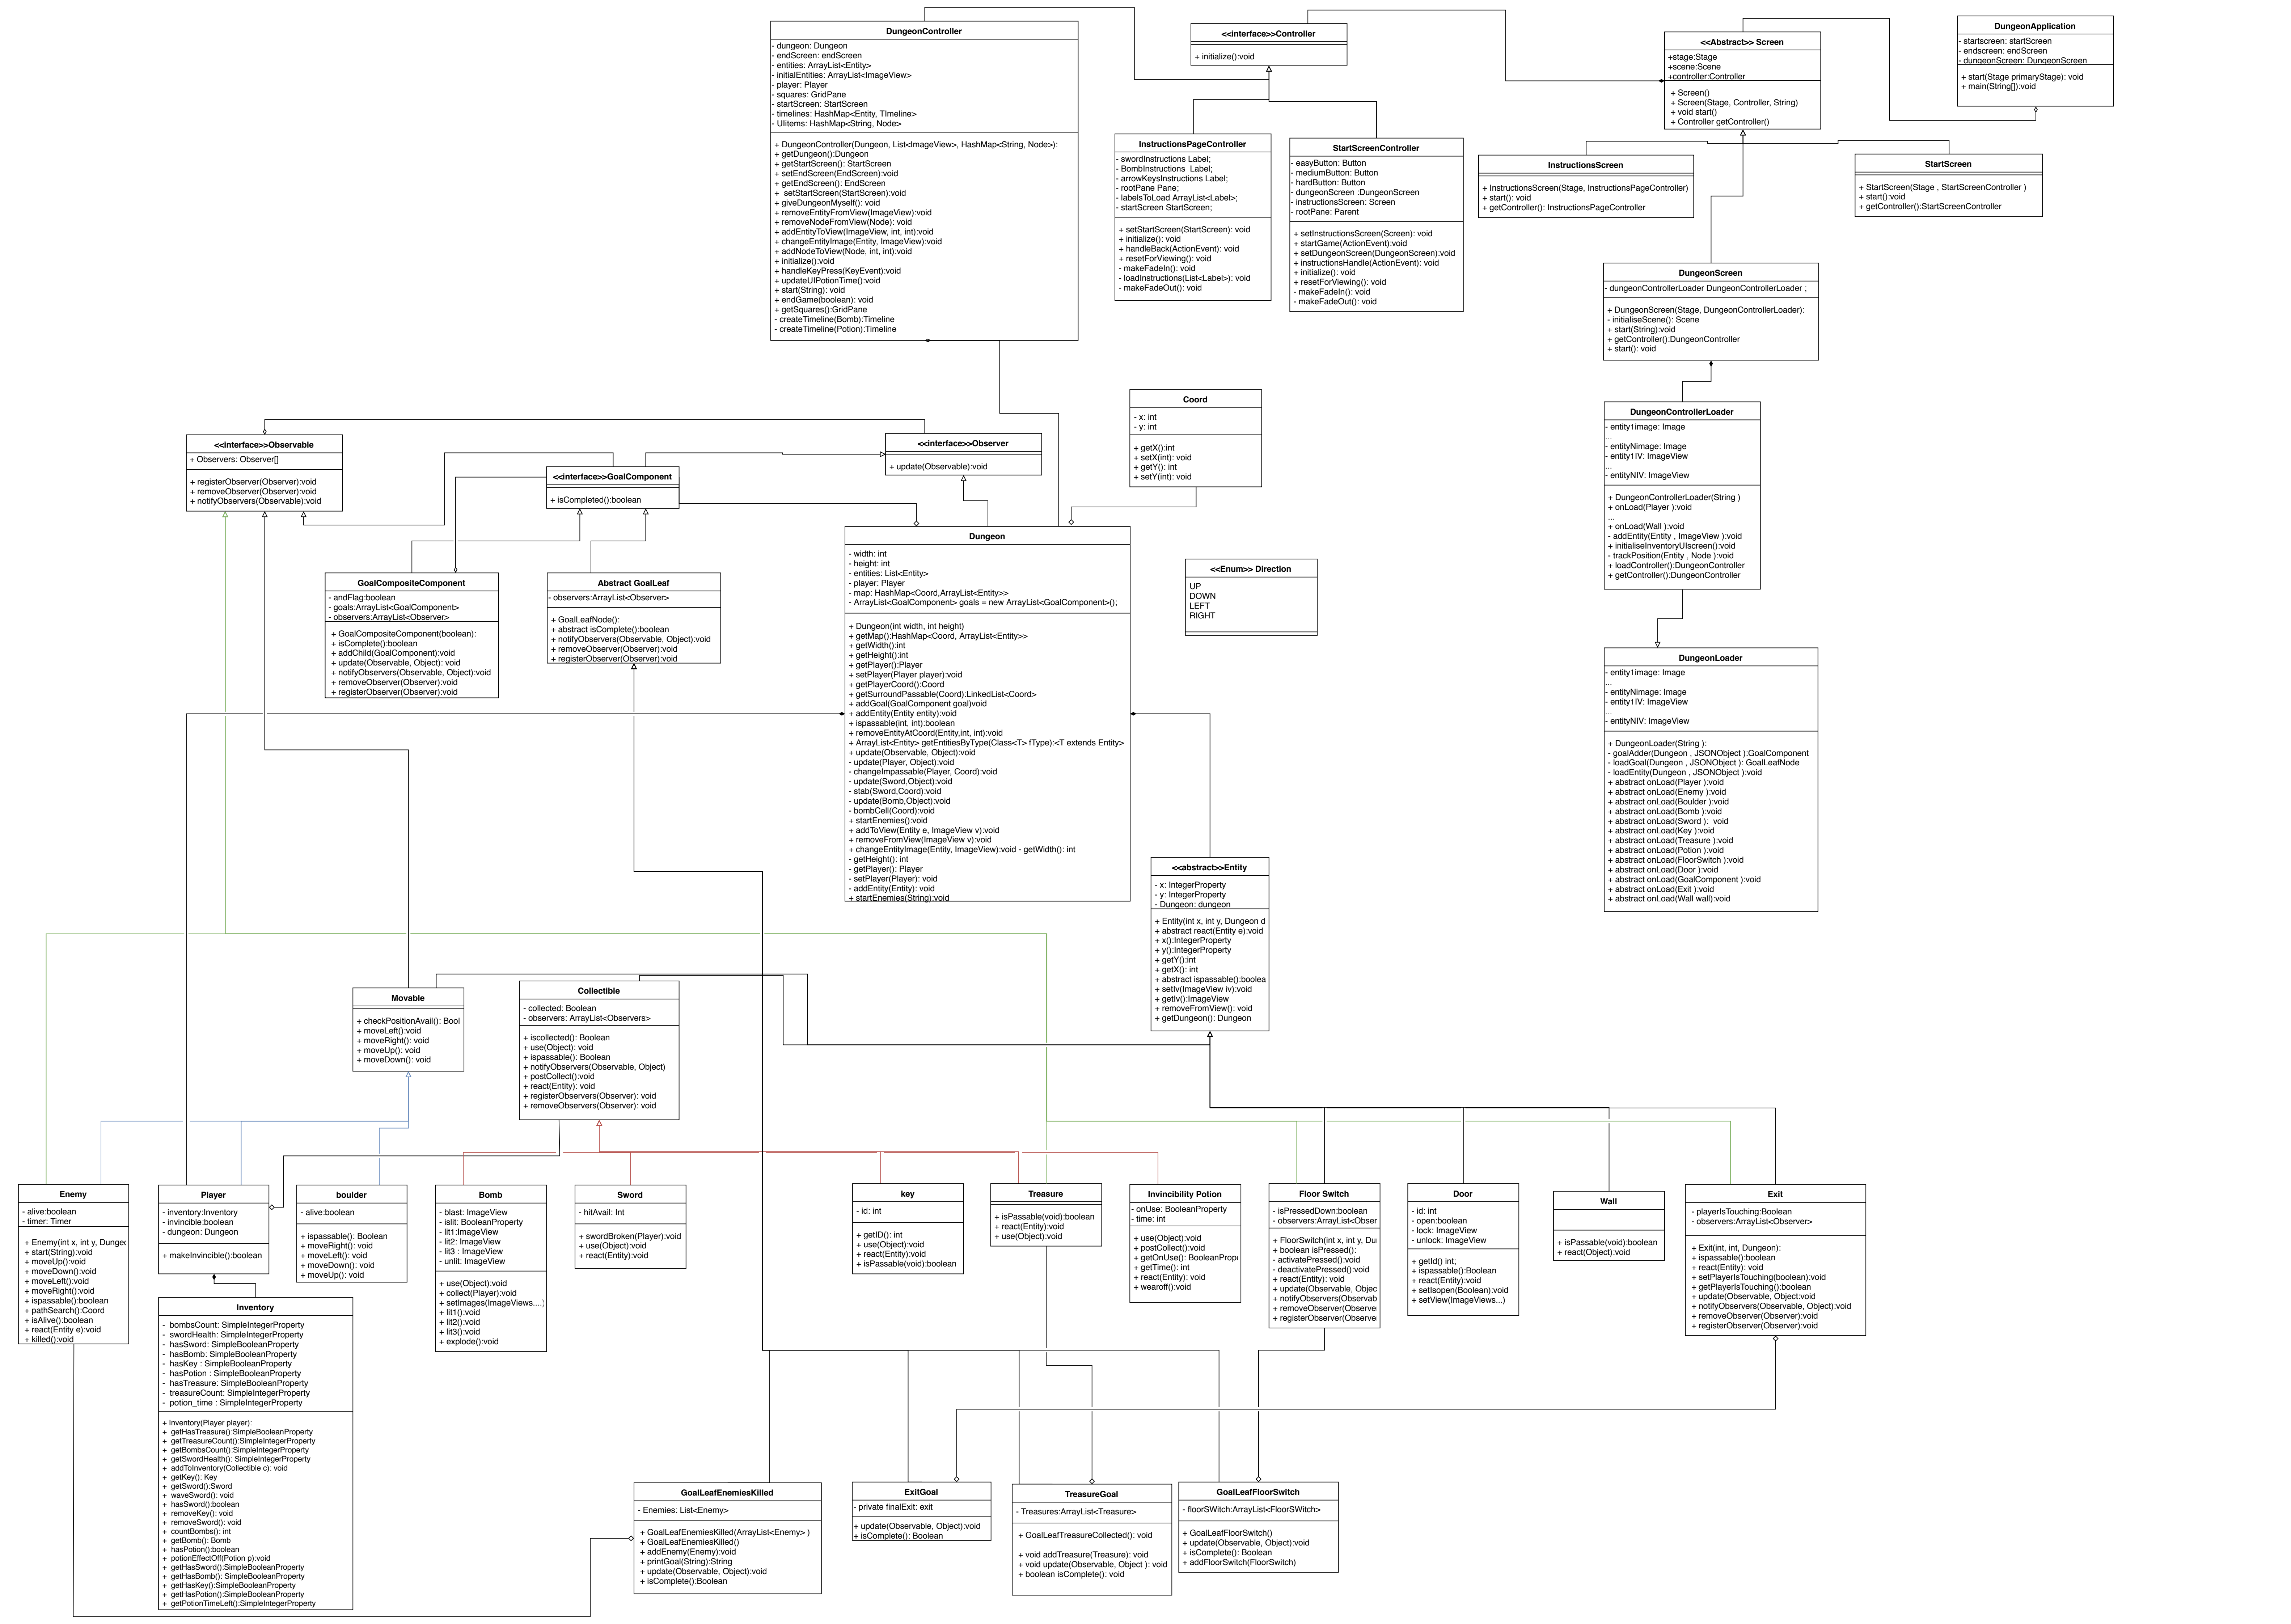 DungeonController
- dungeon: Dungeon
- endScreen: endScreen
- entities: ArrayList<Entity>
- initialEntities: ArrayList<ImageView>
- player: Player
- squares: GridPane
- startScreen: StartScreen
- timelines: HashMap<Entity, TImeline>
- UIitems: HashMap<String, Node>
+ DungeonController(Dungeon, List<ImageView>, HashMap<String, Node>):
+ getDungeon():Dungeon
+ getStartScreen(): StartScreen
+ setEndScreen(EndScreen):void
+ getEndScreen(): EndScreen
+ setStartScreen(StartScreen):void
+ giveDungeonMyself(): void
+ removeEntityFromView(ImageView):void
+ removeNodeFromView(Node): void
+ addEntityToView(ImageView, int, int):void
+ changeEntityImage(Entity, ImageView):void
+ addNodeToView(Node, int, int):void
+ initialize():void
+ handleKeyPress(KeyEvent):void
+ updateUIPotionTime():void
+ start(String): void
+ endGame(boolean): void
+ getSquares():GridPane
- createTimeline(Bomb):Timeline
- createTimeline(Potion):Timeline
<<interface>>Controller
+ initialize():void
<<Abstract>> Screen
+stage:Stage
+scene:Scene
+controller:Controller
+ Screen()
+ Screen(Stage, Controller, String)
+ void start()
+ Controller getController()
DungeonApplication
- startscreen: startScreen
- endscreen: endScreen
- dungeonScreen: DungeonScreen
+ start(Stage primaryStage): void
+ main(String[]):void
InstructionsPageController
- swordInstructions Label;
- BombInstructions  Label;
- arrowKeysInstructions Label;
- rootPane Pane;
- labelsToLoad ArrayList<Label>;
- startScreen StartScreen;
+ setStartScreen(StartScreen): void
+ initialize(): void
+ handleBack(ActionEvent): void
+ resetForViewing(): void
- makeFadeIn(): void
- loadInstructions(List<Label>): void
- makeFadeOut(): void
StartScreenController
- easyButton: Button
- mediumButton: Button
- hardButton: Button
- dungeonScreen :DungeonScreen
- instructionsScreen: Screen
- rootPane: Parent
+ setInstructionsScreen(Screen): void
+ startGame(ActionEvent):void
+ setDungeonScreen(DungeonScreen):void
+ instructionsHandle(ActionEvent): void
+ initialize(): void
+ resetForViewing(): void
- makeFadeIn(): void
- makeFadeOut(): void
InstructionsScreen
+ InstructionsScreen(Stage, InstructionsPageController)
+ start(): void
+ getController(): InstructionsPageController
StartScreen
+ StartScreen(Stage , StartScreenController )
+ start():void
+ getController():StartScreenController
DungeonScreen
- dungeonControllerLoader DungeonControllerLoader ;
+ DungeonScreen(Stage, DungeonControllerLoader):
- initialiseScene(): Scene
+ start(String):void
+ getController():DungeonController
+ start(): void
Coord
- x: int
- y: int
+ getX():int
+ setX(int): void
+ getY(): int
+ setY(int): void
DungeonControllerLoader
- entity1image: Image
...
- entityNimage: Image
- entity1IV: ImageView
...
- entityNIV: ImageView
+ DungeonControllerLoader(String )
+ onLoad(Player ):void
...
+ onLoad(Wall ):void
- addEntity(Entity , ImageView ):void
+ initialiseInventoryUIscreen():void
- trackPosition(Entity , Node ):void
+ loadController():DungeonController
+ getController():DungeonController
<<interface>>Observable
+ Observers: Observer[]
+ registerObserver(Observer):void
+ removeObserver(Observer):void
+ notifyObservers(Observable):void
<<interface>>GoalComponent
+ isCompleted():boolean
<<interface>>Observer
+ update(Observable):void
GoalCompositeComponent
- andFlag:boolean
- goals:ArrayList<GoalComponent>
- observers:ArrayList<Observer>
+ GoalCompositeComponent(boolean):
+ isComplete():boolean
+ addChild(GoalComponent):void
+ update(Observable, Object): void
+ notifyObservers(Observable, Object):void
+ removeObserver(Observer):void
+ registerObserver(Observer):void
Abstract GoalLeaf
- observers:ArrayList<Observer>
+ GoalLeafNode():
+ abstract isComplete():boolean
+ notifyObservers(Observable, Object):void
+ removeObserver(Observer):void
+ registerObserver(Observer):void
Dungeon
- width: int
- height: int
- entities: List<Entity>
- player: Player
- map: HashMap<Coord,ArrayList<Entity>>
- ArrayList<GoalComponent> goals = new ArrayList<GoalComponent>();
+ Dungeon(int width, int height)
+ getMap():HashMap<Coord, ArrayList<Entity>>
+ getWidth():int
+ getHeight():int
+ getPlayer():Player
+ setPlayer(Player player):void
+ getPlayerCoord():Coord
+ getSurroundPassable(Coord):LinkedList<Coord>
+ addGoal(GoalComponent goal)void
+ addEntity(Entity entity):void
+ ispassable(int, int):boolean
+ removeEntityAtCoord(Entity,int, int):void
+ ArrayList<Entity> getEntitiesByType(Class<T> fType):<T extends Entity>
+ update(Observable, Object):void
- update(Player, Object):void
- changeImpassable(Player, Coord):void
- update(Sword,Object):void
- stab(Sword,Coord):void
- update(Bomb,Object):void
- bombCell(Coord):void
+ startEnemies():void
+ addToView(Entity e, ImageView v):void
+ removeFromView(ImageView v):void
+ changeEntityImage(Entity, ImageView):void - getWidth(): int
- getHeight(): int
- getPlayer(): Player
- setPlayer(Player): void
- addEntity(Entity): void
+ startEnemies(String):void
<<Enum>> Direction
UP
DOWN
LEFT
RIGHT
DungeonLoader
- entity1image: Image
...
- entityNimage: Image
- entity1IV: ImageView
...
- entityNIV: ImageView
+ DungeonLoader(String ):
- goalAdder(Dungeon , JSONObject ):GoalComponent
- loadGoal(Dungeon , JSONObject ): GoalLeafNode
- loadEntity(Dungeon , JSONObject ):void
+ abstract onLoad(Player ):void
+ abstract onLoad(Enemy ):void
+ abstract onLoad(Boulder ):void
+ abstract onLoad(Bomb ):void
+ abstract onLoad(Sword ):  void
+ abstract onLoad(Key ):void
+ abstract onLoad(Treasure ):void
+ abstract onLoad(Potion ):void
+ abstract onLoad(FloorSwitch ):void
+ abstract onLoad(Door ):void
+ abstract onLoad(GoalComponent ):void
+ abstract onLoad(Exit ):void
+ abstract onLoad(Wall wall):void
<<abstract>>Entity
- x: IntegerProperty
- y: IntegerProperty
- Dungeon: dungeon
+ Entity(int x, int y, Dungeon d
+ abstract react(Entity e):void
+ x():IntegerProperty
+ y():IntegerProperty
+ getY():int
+ getX(): int
+ abstract ispassable():boolea
+ setIv(ImageView iv):void
+ getIv():ImageView
+ removeFromView(): void
+ getDungeon(): Dungeon
Movable
+ checkPositionAvail(): Bool
+ moveLeft():void
+ moveRight(): void
+ moveUp(): void
+ moveDown(): void
Collectible
- collected: Boolean
- observers: ArrayList<Observers>
+ iscollected(): Boolean
+ use(Object): void
+ ispassable(): Boolean
+ notifyObservers(Observable, Object)
+ postCollect():void
+ react(Entity): void
+ registerObservers(Observer): void
+ removeObservers(Observer): void
Enemy
- alive:boolean
- timer: Timer
+ Enemy(int x, int y, Dunge
+ start(String):void
+ moveUp():void
+ moveDown():void
+ moveLeft():void
+ moveRight():void
+ ispassable():boolean
+ pathSearch():Coord
+ isAlive():boolean
+ react(Entity e):void
+ killed():void
Player
- inventory:Inventory
- invincible:boolean
- dungeon: Dungeon
+ makeInvincible():boolean
boulder
- alive:boolean
+ ispassable(): Boolean
+ moveRight(): void
+ moveLeft(): void
+ moveDown(): void
+ moveUp(): void
Bomb
- blast: ImageView
- islit: BooleanProperty
- lit1: ImageView
- lit2: ImageView
- lit3 : ImageView
- unlit: ImageView
+ use(Object):void
+ collect(Player):void
+ setImages(ImageViews....)
+ lit1():void
+ lit2():void
+ lit3():void
+ explode():void
Sword
- hitAvail: Int
+ swordBroken(Player):void
+ use(Object):void
+ react(Entity):void
key
- id: int
+ getID(): int
+ use(Object):void
+ react(Entity):void
+ isPassable(void):boolean
Treasure
+ isPassable(void):boolean
+ react(Entity):void
+ use(Object):void
Invincibility Potion
- onUse: BooleanProperty
- time: int
+ use(Object):void
+ postCollect():void
+ getOnUse(): BooleanPrope
+ getTime(): int
+ react(Entity): void
+ wearoff():void
Floor Switch
- isPressedDown:boolean
- observers:ArrayList<Obser
+ FloorSwitch(int x, int y, Du
+ boolean isPressed():
- activatePressed():void
- deactivatePressed():void
+ react(Entity): void
+ update(Observable, Objec
+ notifyObservers(Observab
+ removeObserver(Observe
+ registerObserver(Observe
Door
- id: int
- open:boolean
- lock: ImageView
- unlock: ImageView
+ getId() int;
+ ispassable():Boolean
+ react(Entity):void
+ setIsopen(Boolean):void
+ setView(ImageViews...)
Wall
+ isPassable(void):boolean
+ react(Object):void
Exit
- playerIsTouching:Boolean
- observers:ArrayList<Observer>
+ Exit(int, int, Dungeon):
+ ispassable():boolean
+ react(Entity): void
+ setPlayerIsTouching(boolean):void
+ getPlayerIsTouching():boolean
+ update(Observable, Object:void
+ notifyObservers(Observable, Object):void
+ removeObserver(Observer):void
+ registerObserver(Observer):void
Inventory
- bombsCount: SimpleIntegerProperty
- swordHealth: SimpleIntegerProperty
- hasSword: SimpleBooleanProperty
- hasBomb: SimpleBooleanProperty
- hasKey : SimpleBooleanProperty
- hasPotion : SimpleBooleanProperty
- hasTreasure: SimpleBooleanProperty
- treasureCount: SimpleIntegerProperty
- potion_time : SimpleIntegerProperty
+ Inventory(Player player):
+ getHasTreasure():SimpleBooleanProperty
+ getTreasureCount():SimpleIntegerProperty
+ getBombsCount():SimpleIntegerProperty
+ getSwordHealth(): SimpleIntegerProperty
+ addToInventory(Collectible c): void
+ getKey(): Key
+ getSword():Sword
+ waveSword(): void
+ hasSword():boolean
+ removeKey(): void
+ removeSword(): void
+ countBombs(): int
+ getBomb(): Bomb
+ hasPotion():boolean
+ potionEffectOff(Potion p):void
+ getHasSword():SimpleBooleanProperty
+ getHasBomb(): SimpleBooleanProperty
+ getHasKey():SimpleBooleanProperty
+ getHasPotion():SimpleBooleanProperty
+ getPotionTimeLeft():SimpleIntegerProperty
GoalLeafEnemiesKilled
- Enemies: List<Enemy>
+ GoalLeafEnemiesKilled(ArrayList<Enemy> )
+ GoalLeafEnemiesKilled()
+ addEnemy(Enemy):void
+ printGoal(String):String
+ update(Observable, Object):void
+ isComplete():Boolean
ExitGoal
- private finalExit: exit
+ update(Observable, Object):void
+ isComplete(): Boolean
TreasureGoal
- Treasures:ArrayList<Treasure>
+ GoalLeafTreasureCollected(): void
+ void addTreasure(Treasure): void
+ void update(Observable, Object ): void
+ boolean isComplete(): void
GoalLeafFloorSwitch
- floorSWitch:ArrayList<FloorSWitch>
+ GoalLeafFloorSwitch()
+ update(Observable, Object):void
+ isComplete(): Boolean
+ addFloorSwitch(FloorSwitch)